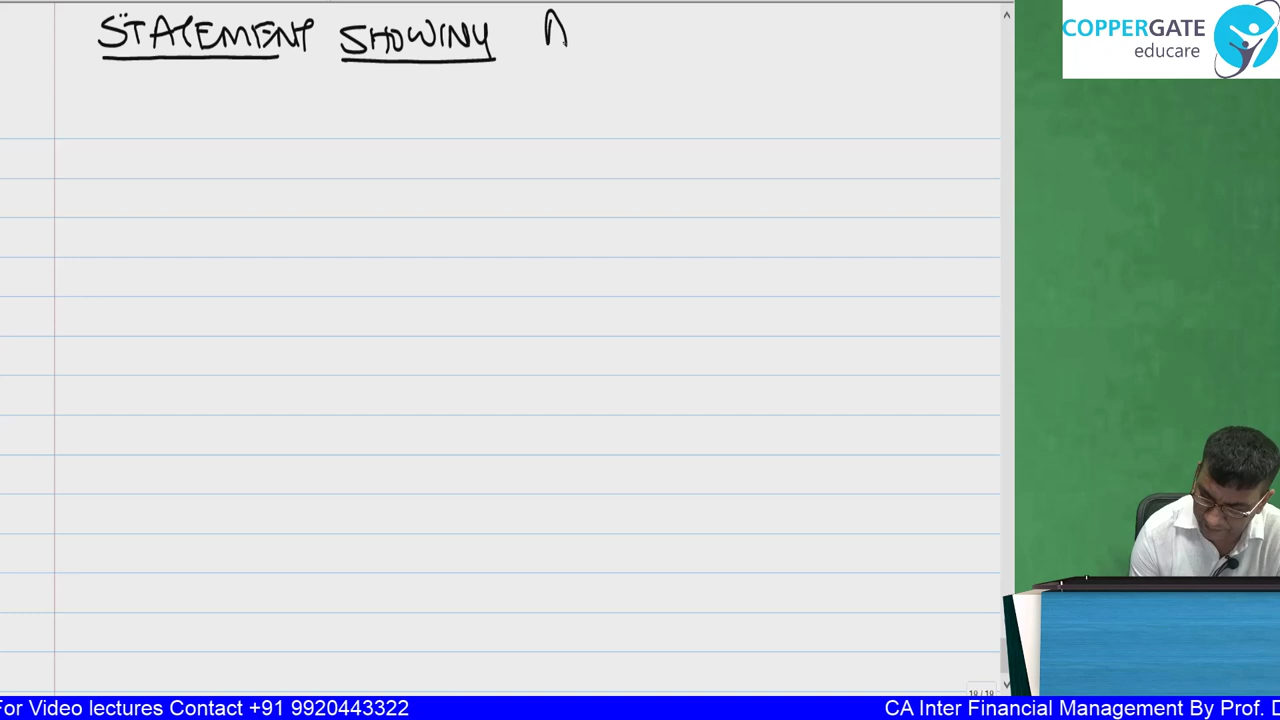 STATEMENT SHOWING
COPPERGATE
educare
For Video lectures Contact +91 9920443322
CA Inter Financial Management By Prof. D